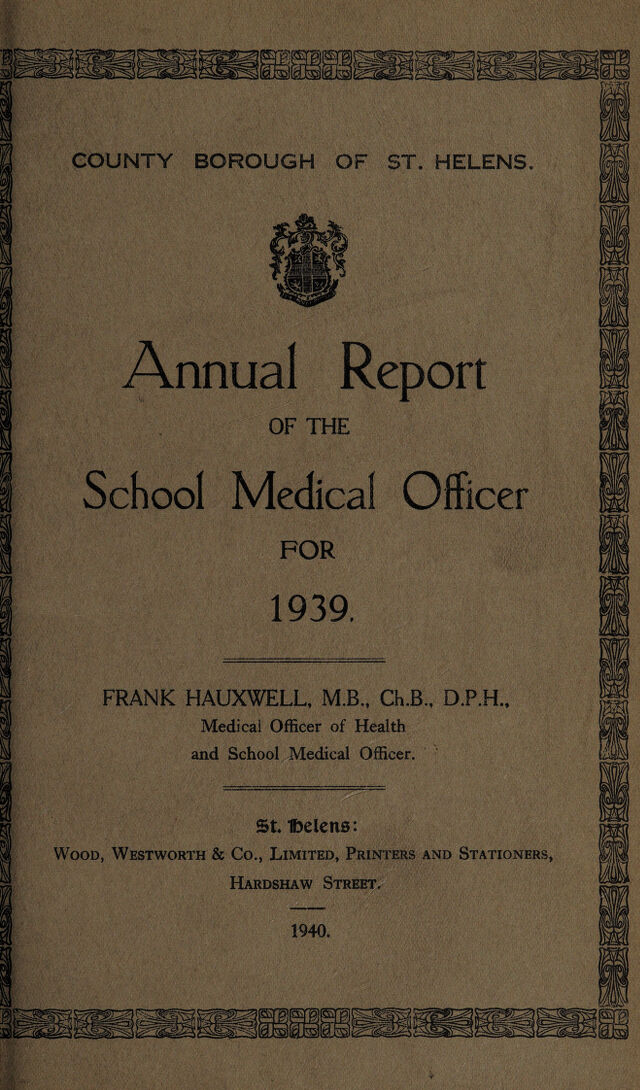 COUNTY BOROUGH OF ST. HELENS.
Annual Report
OF THE
School Medical Officer
FOR
1939.
FRANK HAUXWELL, M.B., Ch.B., D.P.H.,
Medical Officer of Health
and School Medical Officer.
St. Helens:
WOOD, WESTWORTH & CO., LIMITED, PRINTERS AND STATIONERS,
HARDSHAW STREET.
1940.